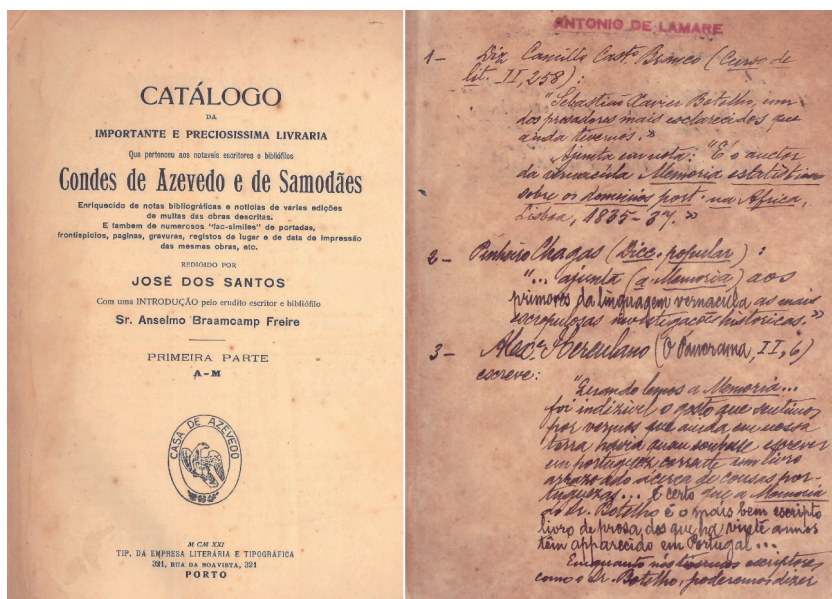 CATÁLOGO
DA
IMPORTANTE E PRECIOSISSIMA LIVRARIA
Que pertenceu aos notaveis escritores e bibliófilos
Condes de Azevedo e de Samodães
Enriquecido de notas bibliográficas e noticias de varias edições
de muitas das obras descritas.
E tambem de numerosos "fac-similes" de portadas,
frontispicios, paginas, gravuras, registos de lugar e de data de impressão
das mesmas obras, etc.
REDIGIDO POR
JOSÉ DOS SANTOS
Com uma INTRODUÇÃO pelo erudito escritor e bibliófilo
Sr. Anselmo Braamcamp Freire
PRIMEIRA PARTE
A-M
CASA DE AZEVEDO
M CM XXI
TIP. DA EMPRESA LITERÁRIA E TIPOGRÁFICA
321, RUA DA BOAVISTA, 321
PORTO
ANTONIO DE LAMARE
1- Diz Camillo Castº Branco (Curso de
lit. II, 258):
"Sebastião Xavier Botelho, um
dos prosadores mais esclarecidos que
ainda tivemos."
Ajunta em nota: "É o auctor
da vernacula Memoria estatistica
sobre os dominios port. na Africa,
Lisboa, 1835-37."
2- Pinheiro Chagas (Dicc. popular):
"... ajunta (a Memoria) aos
primores da linguagem vernacula, as mais
escropulozas investigações historicas."
3- Alexe. Herculano (O Panorama, II, 6)
escreve:
"Quando lemos a Memoria...
foi indizivel o gosto que sentimos
por vermos que ainda em nossa
terra havia quem soubesse escrever
em portuguez corrente um livro
arrazoado ácerca de cousas por-
tuguezas... É certo que a Memoria
do Sr. Botelho é o mais bem escripto
livro de prosa, dos que ha vinte annos
têm apparecido em Portugal...
Emquanto nós tivermos escriptores
como o Sr. Botelho, poderemos dizer